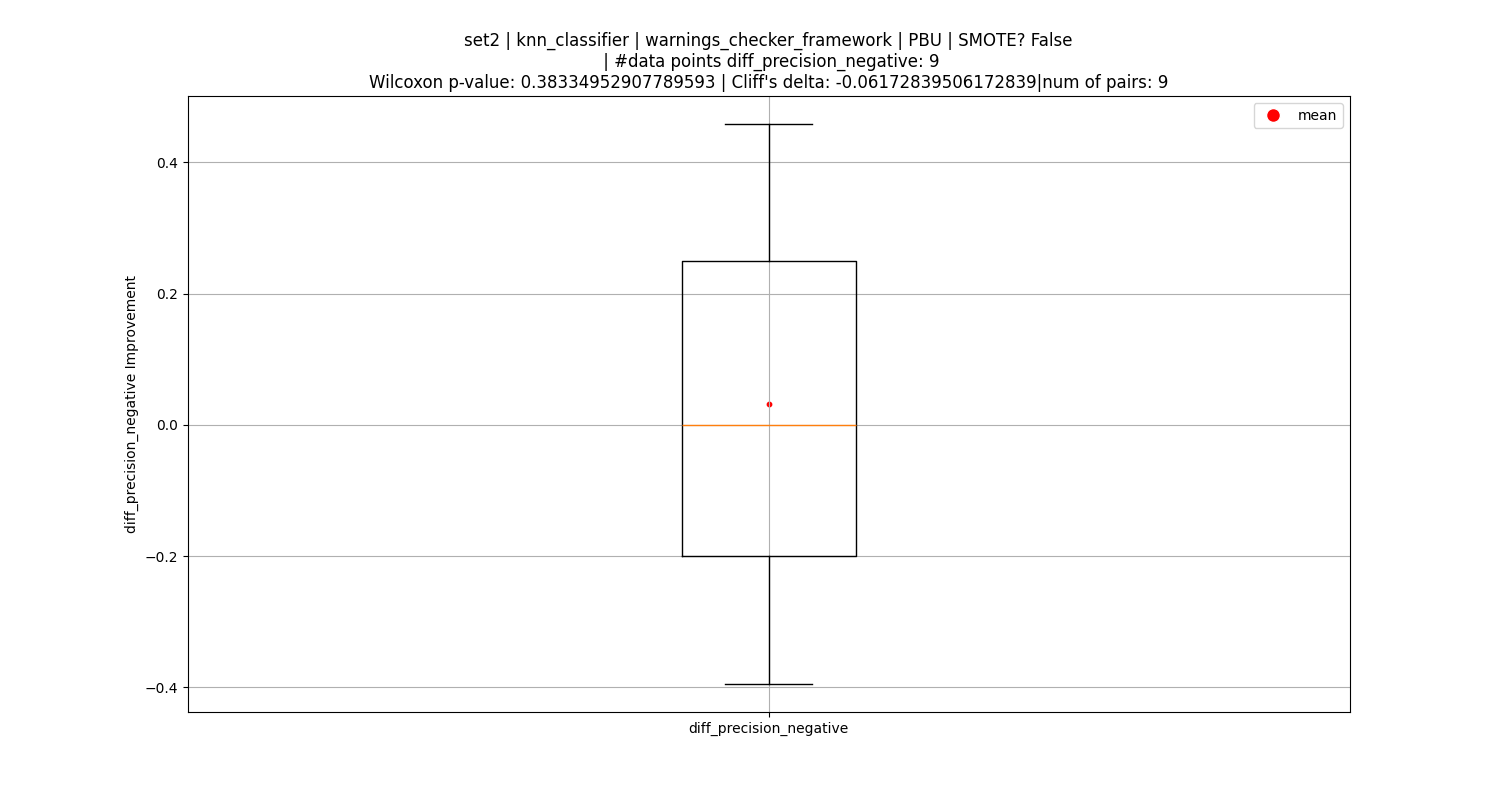 set2 | knn_classifier | warnings_checker_framework | PBU | SMOTE? False
| #data points diff_precision_negative: 9
Wilcoxon p-value: 0.38334952907789593 | Cliff's delta: -0.06172839506172839|num of pairs: 9
mean
0.4
0.2
0.0
−0.2
−0.4
diff_precision_negative Improvement
diff_precision_negative